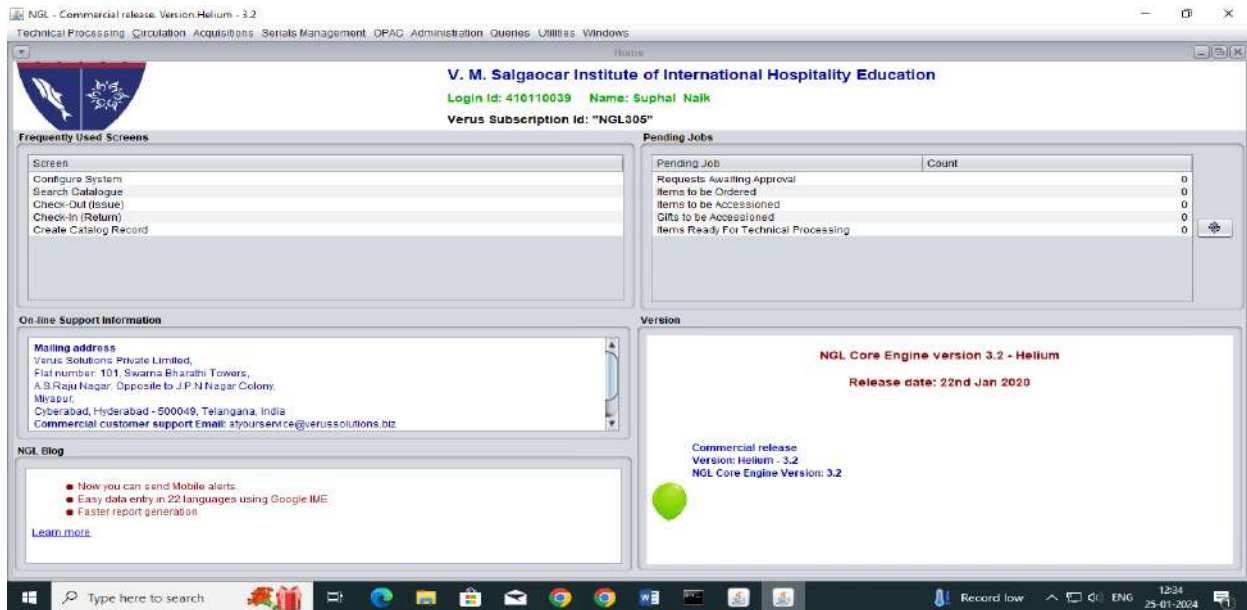 NGL - Commercial release. Version:Helium - 3.2
Technical Processing Circulation Acquisitions Serials Management OPAC Administration Queries Utilities Windows
Home
V. M. Salgaocar Institute of International Hospitality Education
Login Id: 410110039 Name: Suphal Naik
Verus Subscription Id: "NGL305"
Frequently Used Screens
Screen
Configure System
Search Catalogue
Check-Out (Issue)
Check-In (Return)
Create Catalog Record
Pending Jobs
Pending Job Count
Requests Awaiting Approval 0
Items to be Ordered 0
Items to be Accessioned 0
Gifts to be Accessioned 0
Items Ready For Technical Processing 0
On-line Support Information
Mailing address
Verus Solutions Private Limited,
Flat number: 101, Swarna Bharathi Towers,
A.S.Raju Nagar, Opposite to J.P.N Nagar Colony,
Miyapur,
Cyberabad, Hyderabad - 500049, Telangana, India
Commercial customer support Email: atyourservice@verussolutions.biz
Version
NGL Core Engine version 3.2 - Helium
Release date: 22nd Jan 2020
Commercial release
Version: Helium - 3.2
NGL Core Engine Version: 3.2
NGL Blog
Now you can send Mobile alerts.
Easy data entry in 22 languages using Google IME
Faster report generation
Learn more
Type here to search
Record low
ENG
12:34
25-01-2024